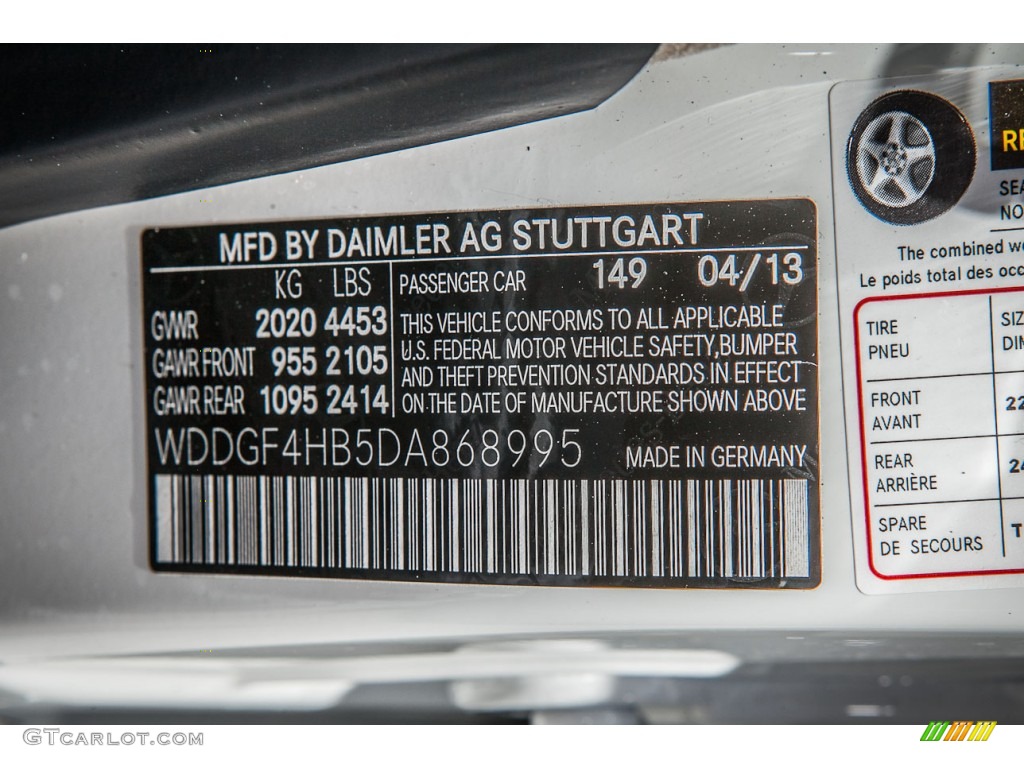 MFD BY DAIMLER AG STUTTGART
KG LBS
GVWR 2020 4453
GAWR FRONT 955 2105
GAWR REAR 1095 2414
PASSENGER CAR 149 04/13
THIS VEHICLE CONFORMS TO ALL APPLICABLE
U.S. FEDERAL MOTOR VEHICLE SAFETY,BUMPER
AND THEFT PREVENTION STANDARDS IN EFFECT
ON THE DATE OF MANUFACTURE SHOWN ABOVE
WDDGF4HB5DA868995 MADE IN GERMANY
The combined
Le poids total des
TIRE
PNEU
FRONT
AVANT
REAR
ARRIÈRE
SPARE
DE SECOURS
GTCARLOT.COM